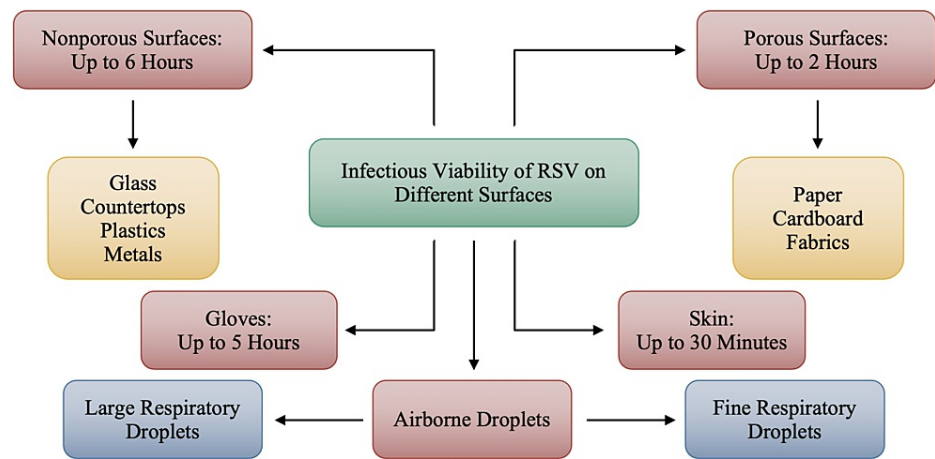 Nonporous Surfaces:
Up to 6 Hours
Porous Surfaces:
Up to 2 Hours
Infectious Viability of RSV on
Different Surfaces
Glass
Countertops
Plastics
Metals
Paper
Cardboard
Fabrics
Gloves:
Up to 5 Hours
Skin:
Up to 30 Minutes
Large Respiratory
Droplets
Airborne Droplets
Fine Respiratory
Droplets